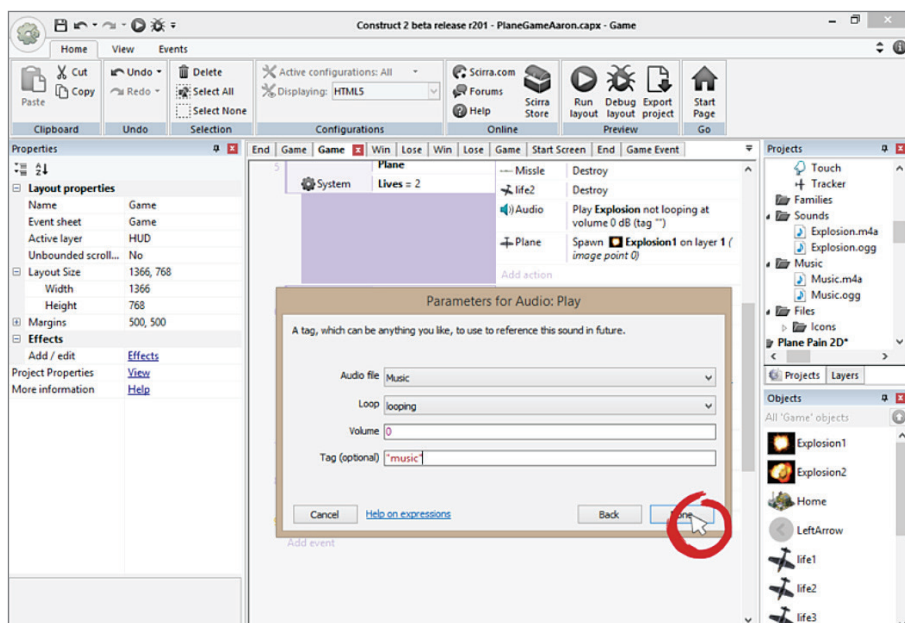 Construct 2 beta release r201 - PlaneGameAaron.capx - Game
Home View Events
Paste
Cut
Copy
Clipboard
Undo
Redo
Undo
Delete
Select All
Select None
Selection
Active configurations: All
Displaying: HTML5
Configurations
Scirra.com
Forums
Help
Scirra Store
Online
Run layout
Debug layout
Export project
Preview
Start Page
Go
Properties
Layout properties
Name Game
Event sheet Game
Active layer HUD
Unbounded scroll... No
Layout Size 1366, 768
Width 1366
Height 768
Margins 500, 500
Effects
Add / edit Effects
Project Properties View
More information Help
End Game Game Win Lose Win Lose Game Start Screen End Game Event
5
Plane
System Lives = 2
Missle Destroy
life2 Destroy
Audio Play Explosion not looping at volume 0 dB (tag "")
Plane Spawn Explosion1 on layer 1 (image point 0)
Add action
Parameters for Audio: Play
A tag, which can be anything you like, to use to reference this sound in future.
Audio file Music
Loop looping
Volume 0
Tag (optional) "music"
Cancel Help on expressions Back
Add event
Projects
Touch
Tracker
Families
Sounds
Explosion.m4a
Explosion.ogg
Music
Music.m4a
Music.ogg
Files
Icons
Plane Pain 2D*
Projects Layers
Objects
All 'Game' objects
Explosion1
Explosion2
Home
LeftArrow
life1
life2
life3